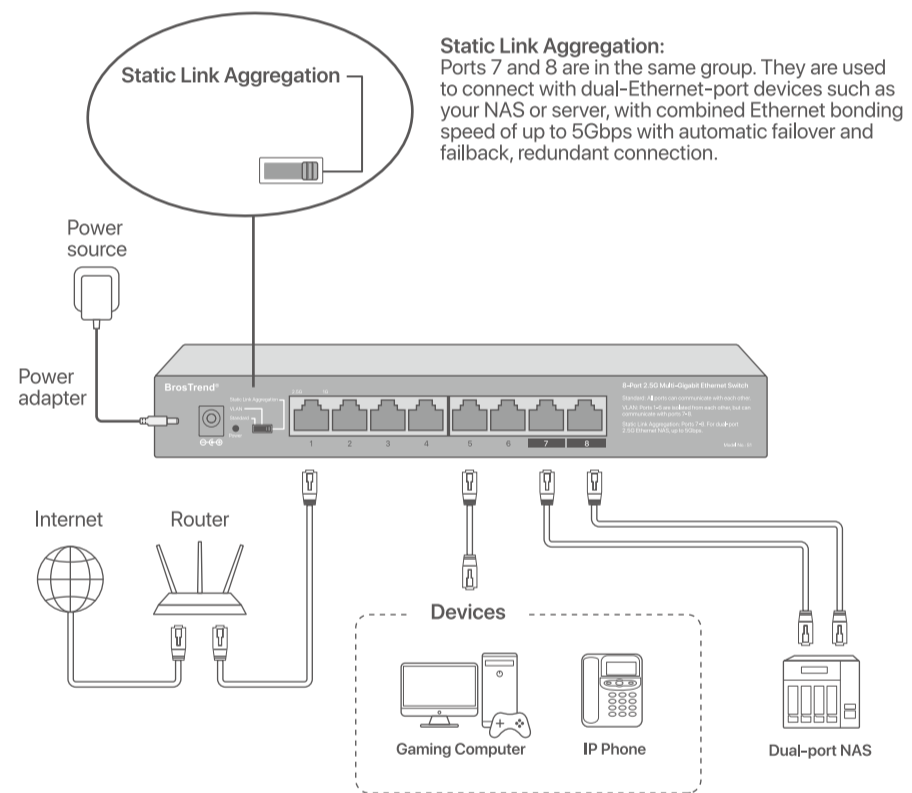 Static Link Aggregation
Static Link Aggregation:
Ports 7 and 8 are in the same group. They are used
to connect with dual-Ethernet-port devices such as
your NAS or server, with combined Ethernet bonding
speed of up to 5Gbps with automatic failover and
failback, redundant connection.
Power
source
Power
adapter
BrosTrend®
Static Link Aggregation
VLAN
Standard
Power
2.5G
1G
1
2
3
4
5
6
7
8
8-Port 2.5G Multi-Gigabit Ethernet Switch
Standard: All ports can communicate with each other.
VLAN: Ports 1-6 are isolated from each other, but can
communicate with ports 7-8.
Static Link Aggregation: Ports 7-8. For dual-port
2.5G Ethernet NAS, up to 5Gbps.
Internet
Router
Devices
Gaming Computer
IP Phone
Dual-port NAS